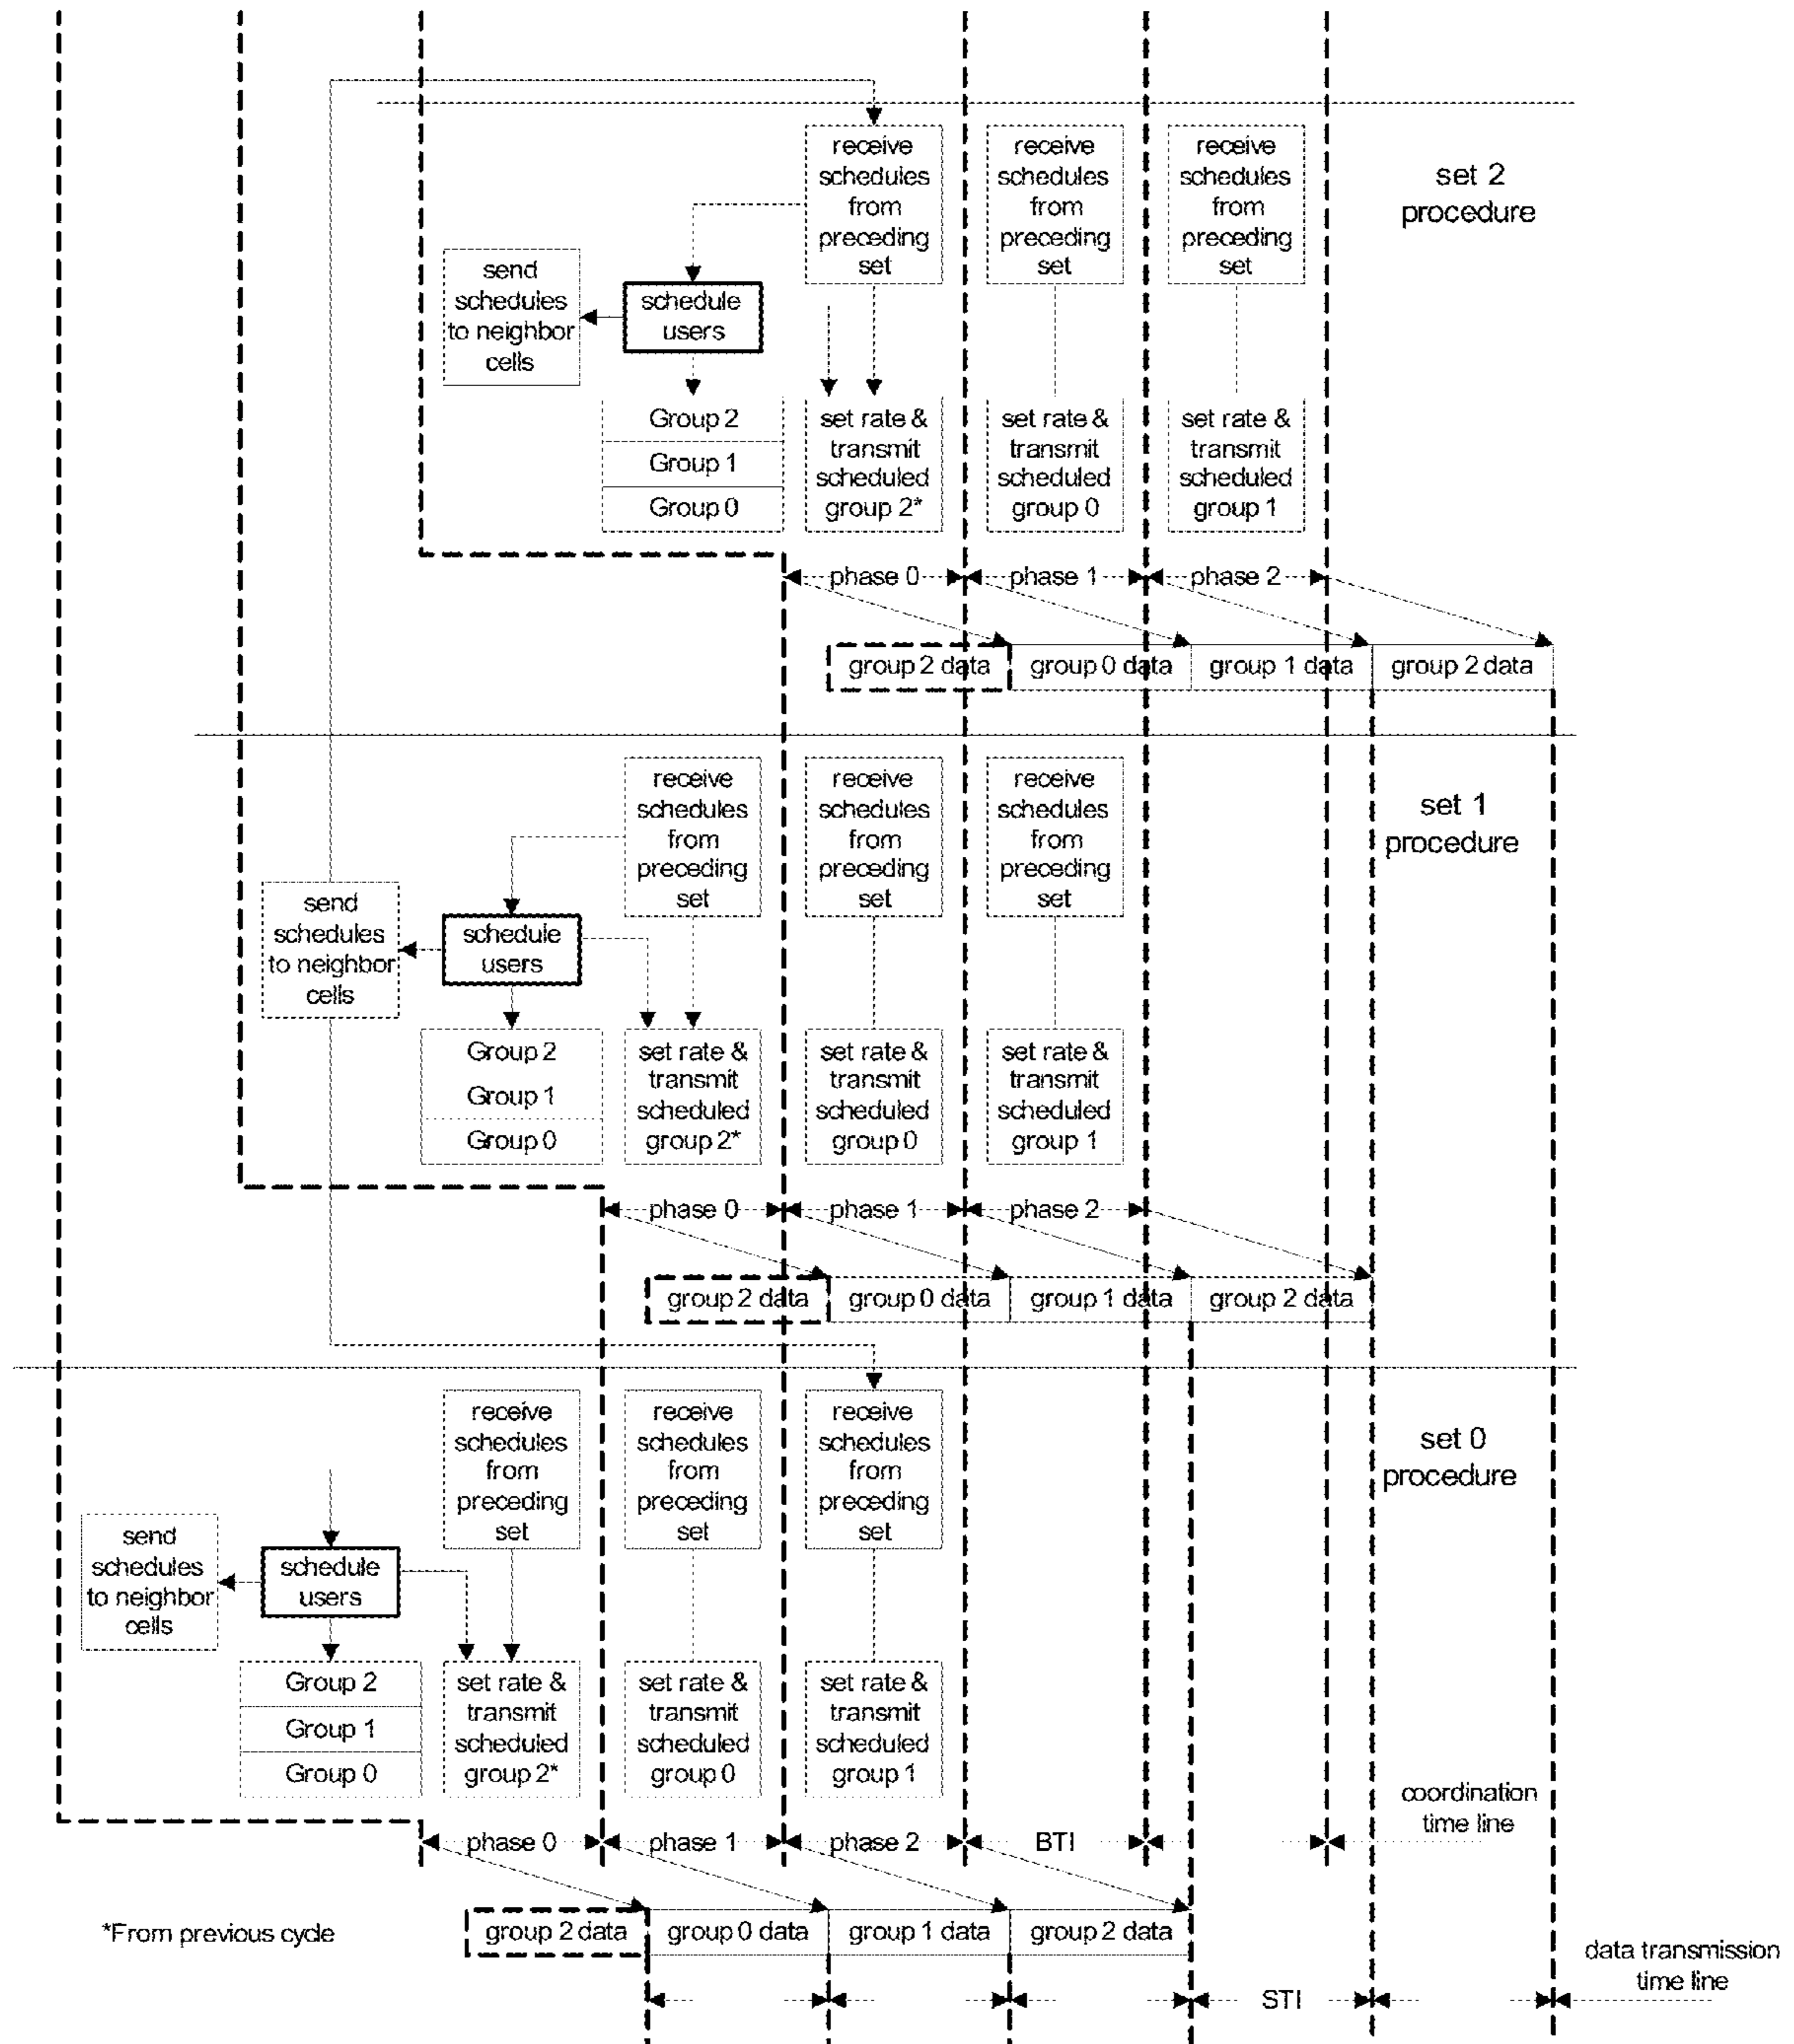 receive
schedules
from
preceding
set
receive
schedules
from
preceding
set
receive
schedules
from
preceding
set
set 2
procedure
send
schedules
to neighbor
cells
schedule
users
Group 2
Group 1
Group 0
set rate &
transmit
scheduled
group 2*
set rate &
transmit
scheduled
group 0
set rate &
transmit
scheduled
group 1
phase 0
phase 1
phase 2
group 2 data
group 0 data
group 1 data
group 2 data
receive
schedules
from
preceding
set
receive
schedules
from
preceding
set
receive
schedules
from
preceding
set
set 1
procedure
send
schedules
to neighbor
cells
schedule
users
Group 2
Group 1
Group 0
set rate &
transmit
scheduled
group 2*
set rate &
transmit
scheduled
group 0
set rate &
transmit
scheduled
group 1
phase 0
phase 1
phase 2
group 2 data
group 0 data
group 1 data
group 2 data
receive
schedules
from
preceding
set
receive
schedules
from
preceding
set
receive
schedules
from
preceding
set
set 0
procedure
send
schedules
to neighbor
cells
schedule
users
Group 2
Group 1
Group 0
set rate &
transmit
scheduled
group 2*
set rate &
transmit
scheduled
group 0
set rate &
transmit
scheduled
group 1
coordination
time line
phase 0
phase 1
phase 2
BTI
*From previous cycle
group 2 data
group 0 data
group 1 data
group 2 data
data transmission
time line
STI